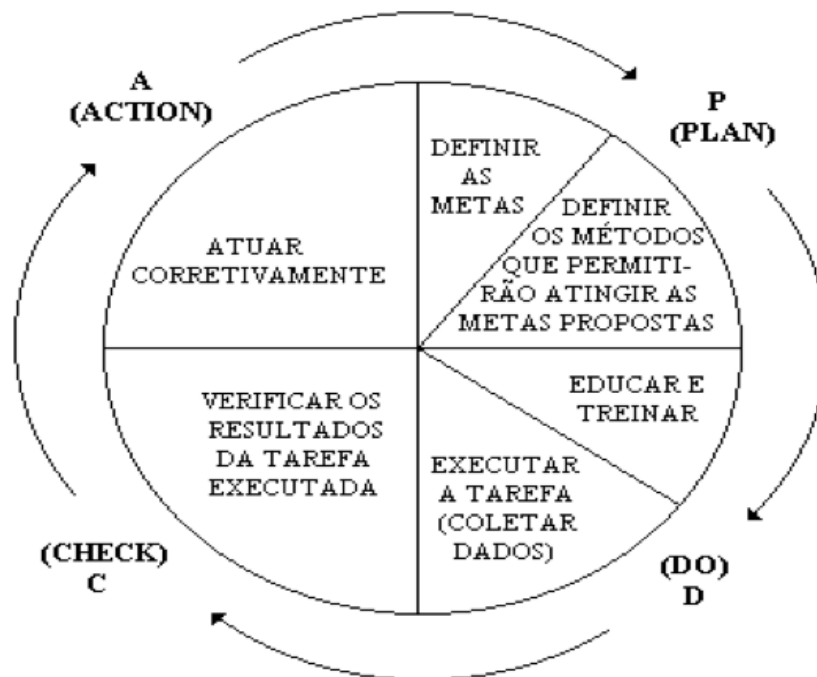 A
(ACTION)
P
(PLAN)
DEFINIR
AS
METAS
DEFINIR
OS MÉTODOS
QUE PERMITI-
RÃO ATINGIR AS
METAS PROPOSTAS
ATUAR
CORRETIVAMENTE
EDUCAR E
TREINAR
VERIFICAR OS
RESULTADOS
DA TAREFA
EXECUTADA
EXECUTAR
A TAREFA
(COLETAR
DADOS)
(CHECK)
C
(DO)
D